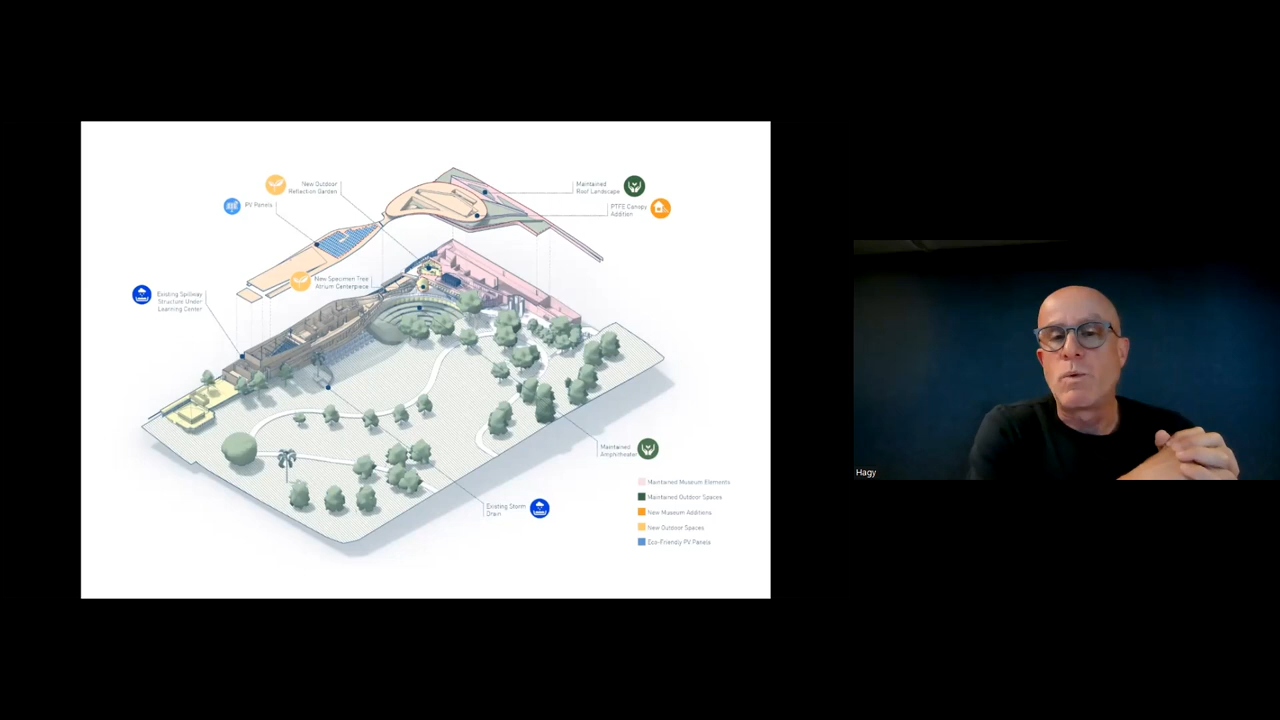 New Outdoor
Reflection Garden
PV Panels
Maintained
Roof Landscape
PTFE Canopy
Addition
New Specimen Tree
Atrium Centerpiece
Existing Spillway
Structure Under
Learning Center
Maintained
Amphitheater
Existing Storm
Drain
Maintained Museum Elements
Maintained Outdoor Spaces
New Museum Additions
New Outdoor Spaces
Eco-Friendly PV Panels
Hagy